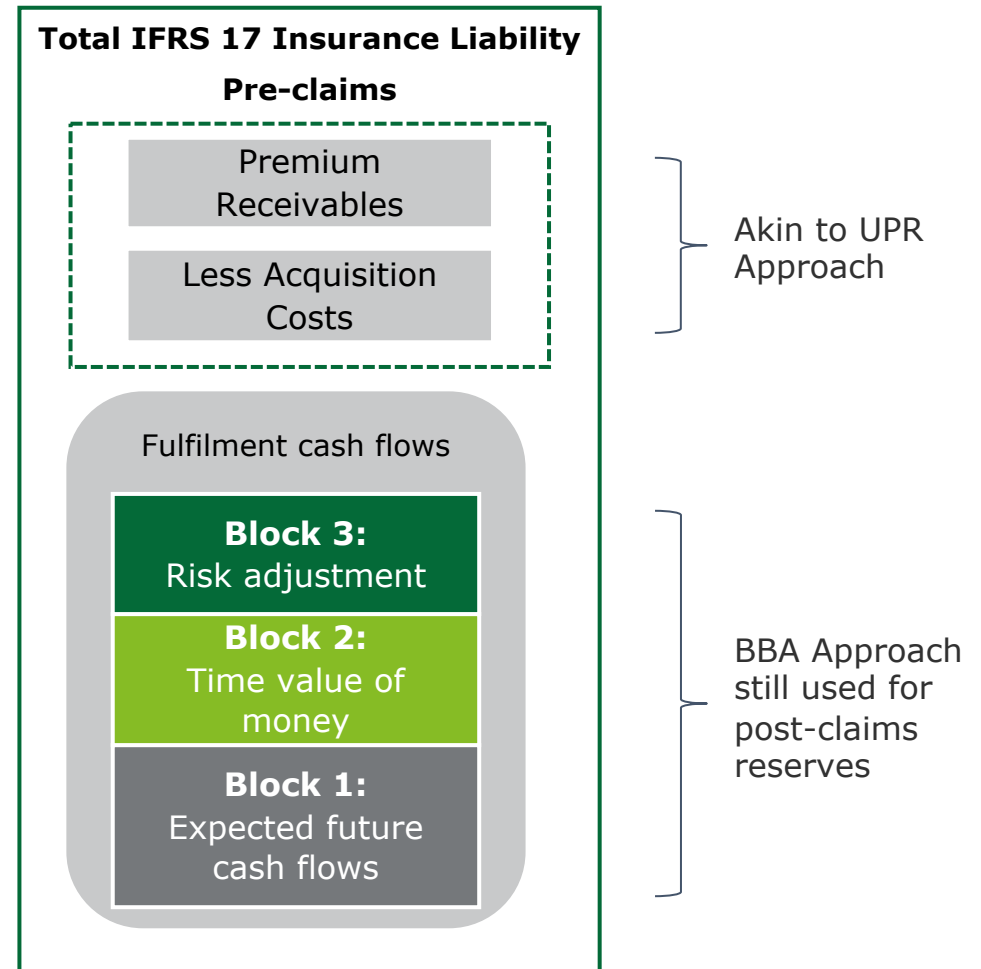 Total IFRS 17 Insurance Liability
Pre-claims
Premium
Receivables
Less Acquisition
Costs
Akin to UPR
Approach
Fulfilment cash flows
Block 3:
Risk adjustment
Block 2:
Time value of
money
Block 1:
Expected future
cash flows
BBA Approach
still used for
post-claims
reserves